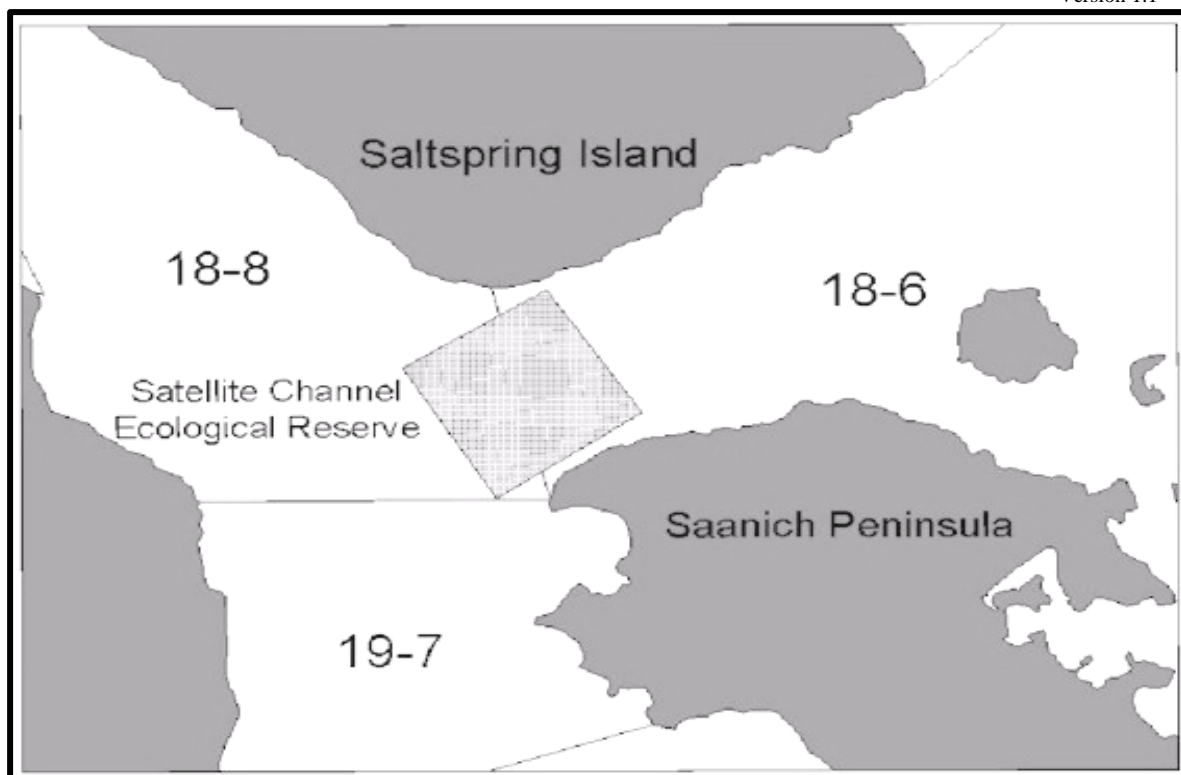 Saltspring Island
18-8
18-6
Satellite Channel
Ecological Reserve
Saanich Peninsula
19-7